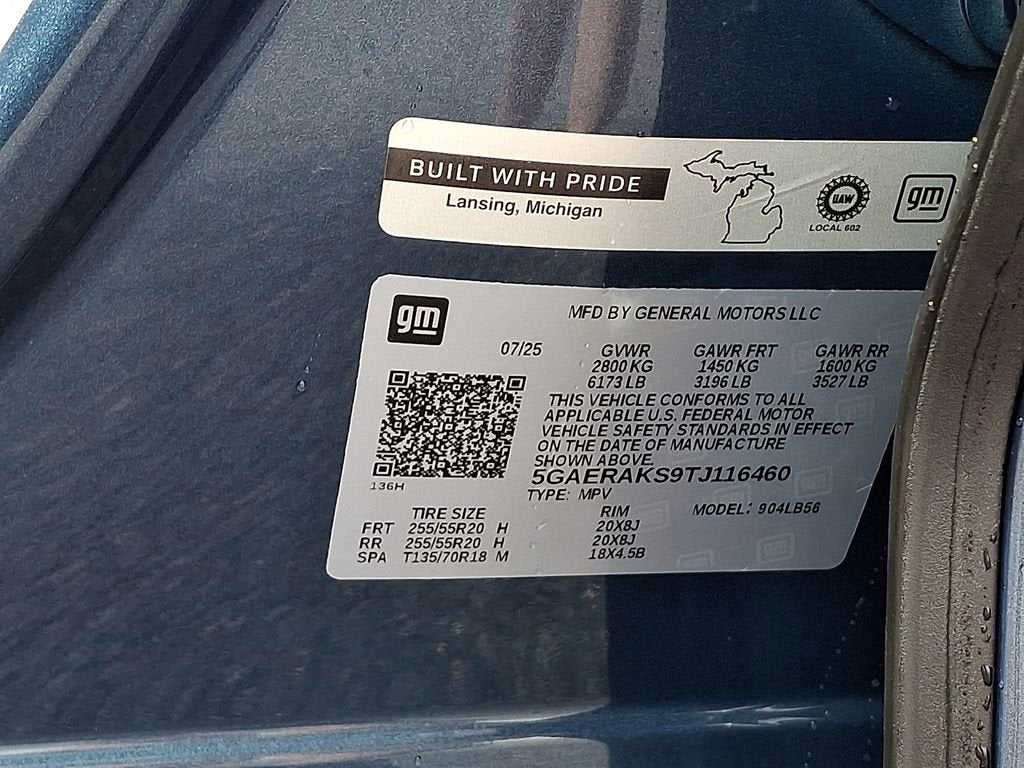 BUILT WITH PRIDE
Lansing, Michigan
UAW
LOCAL 602
gm
gm
MFD BY GENERAL MOTORS LLC
07/25 GVWR GAWR FRT GAWR RR
2800 KG 1450 KG 1600 KG
6173 LB 3196 LB 3527 LB
THIS VEHICLE CONFORMS TO ALL
APPLICABLE U.S. FEDERAL MOTOR
VEHICLE SAFETY STANDARDS IN EFFECT
ON THE DATE OF MANUFACTURE
SHOWN ABOVE.
5GAERAKS9TJ116460
136H
TYPE: MPV
TIRE SIZE RIM MODEL: 904LB56
FRT 255/55R20 H 20X8J
RR 255/55R20 H 20X8J
SPA T135/70R18 M 18X4.5B